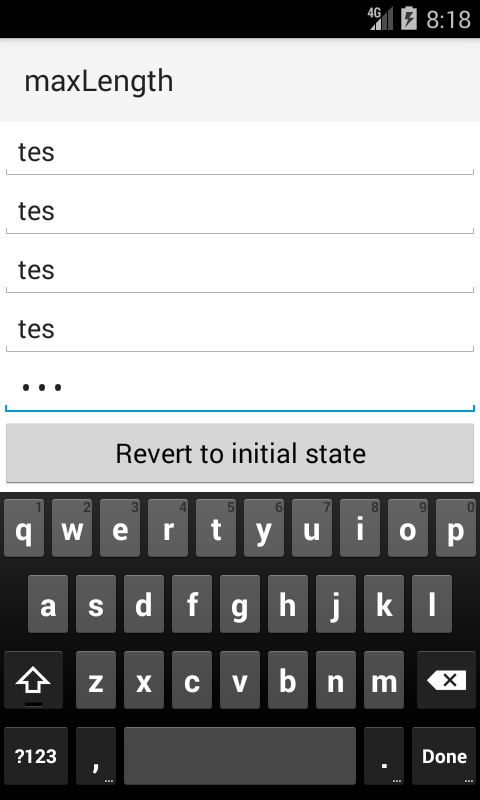 4G 8:18
maxLength
tes
tes
tes
tes
•••
Revert to initial state
1 2 3 4 5 6 7 8 9 0
q w e r t y u i o p
a s d f g h j k l
z x c v b n m
?123 , ... . ... Done ...